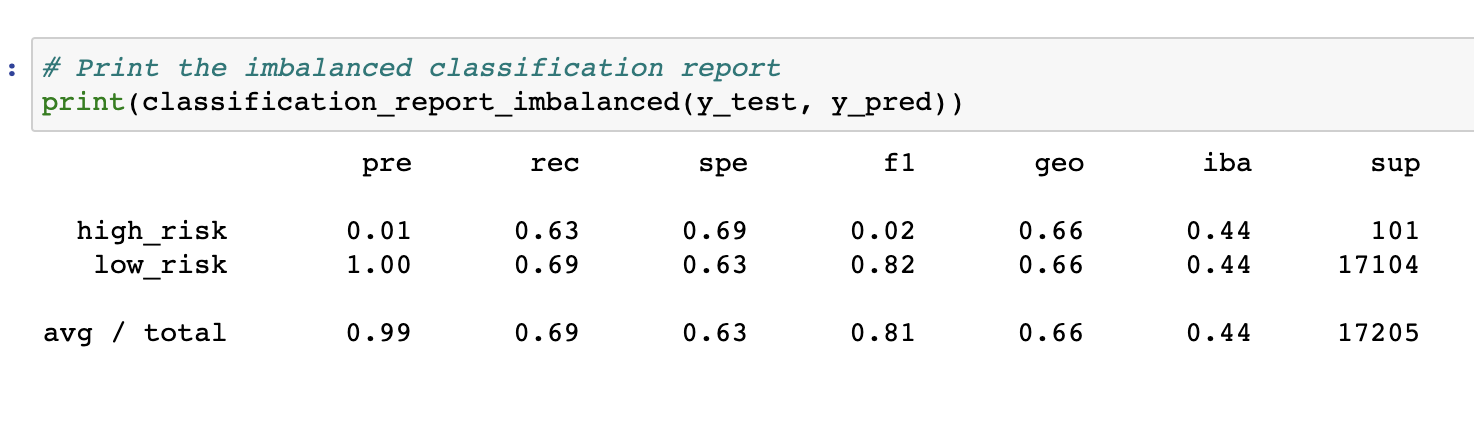 :
# Print the imbalanced classification report
print(classification_report_imbalanced(y_test, y_pred))
pre rec spe f1 geo iba sup
high_risk 0.01 0.63 0.69 0.02 0.66 0.44 101
low_risk 1.00 0.69 0.63 0.82 0.66 0.44 17104
avg / total 0.99 0.69 0.63 0.81 0.66 0.44 17205